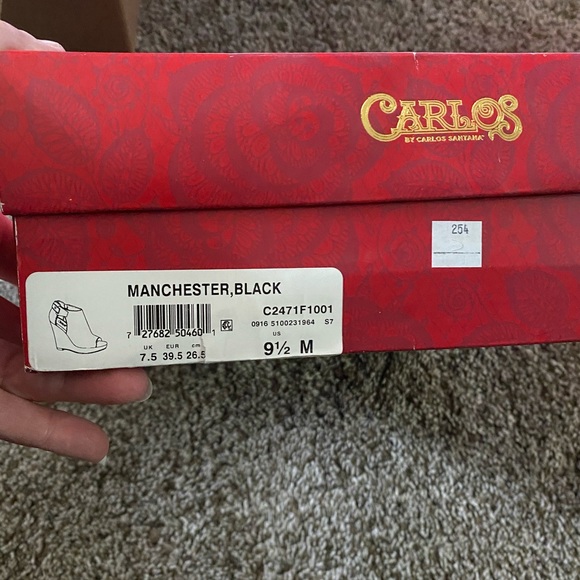 CARLOS
BY CARLOS SANTANA™
254
MANCHESTER,BLACK
C2471F1001
7 27682 50460 1
0916 5100231964 S7
UK EUR cm
7.5 39.5 26.5
US
9½ M